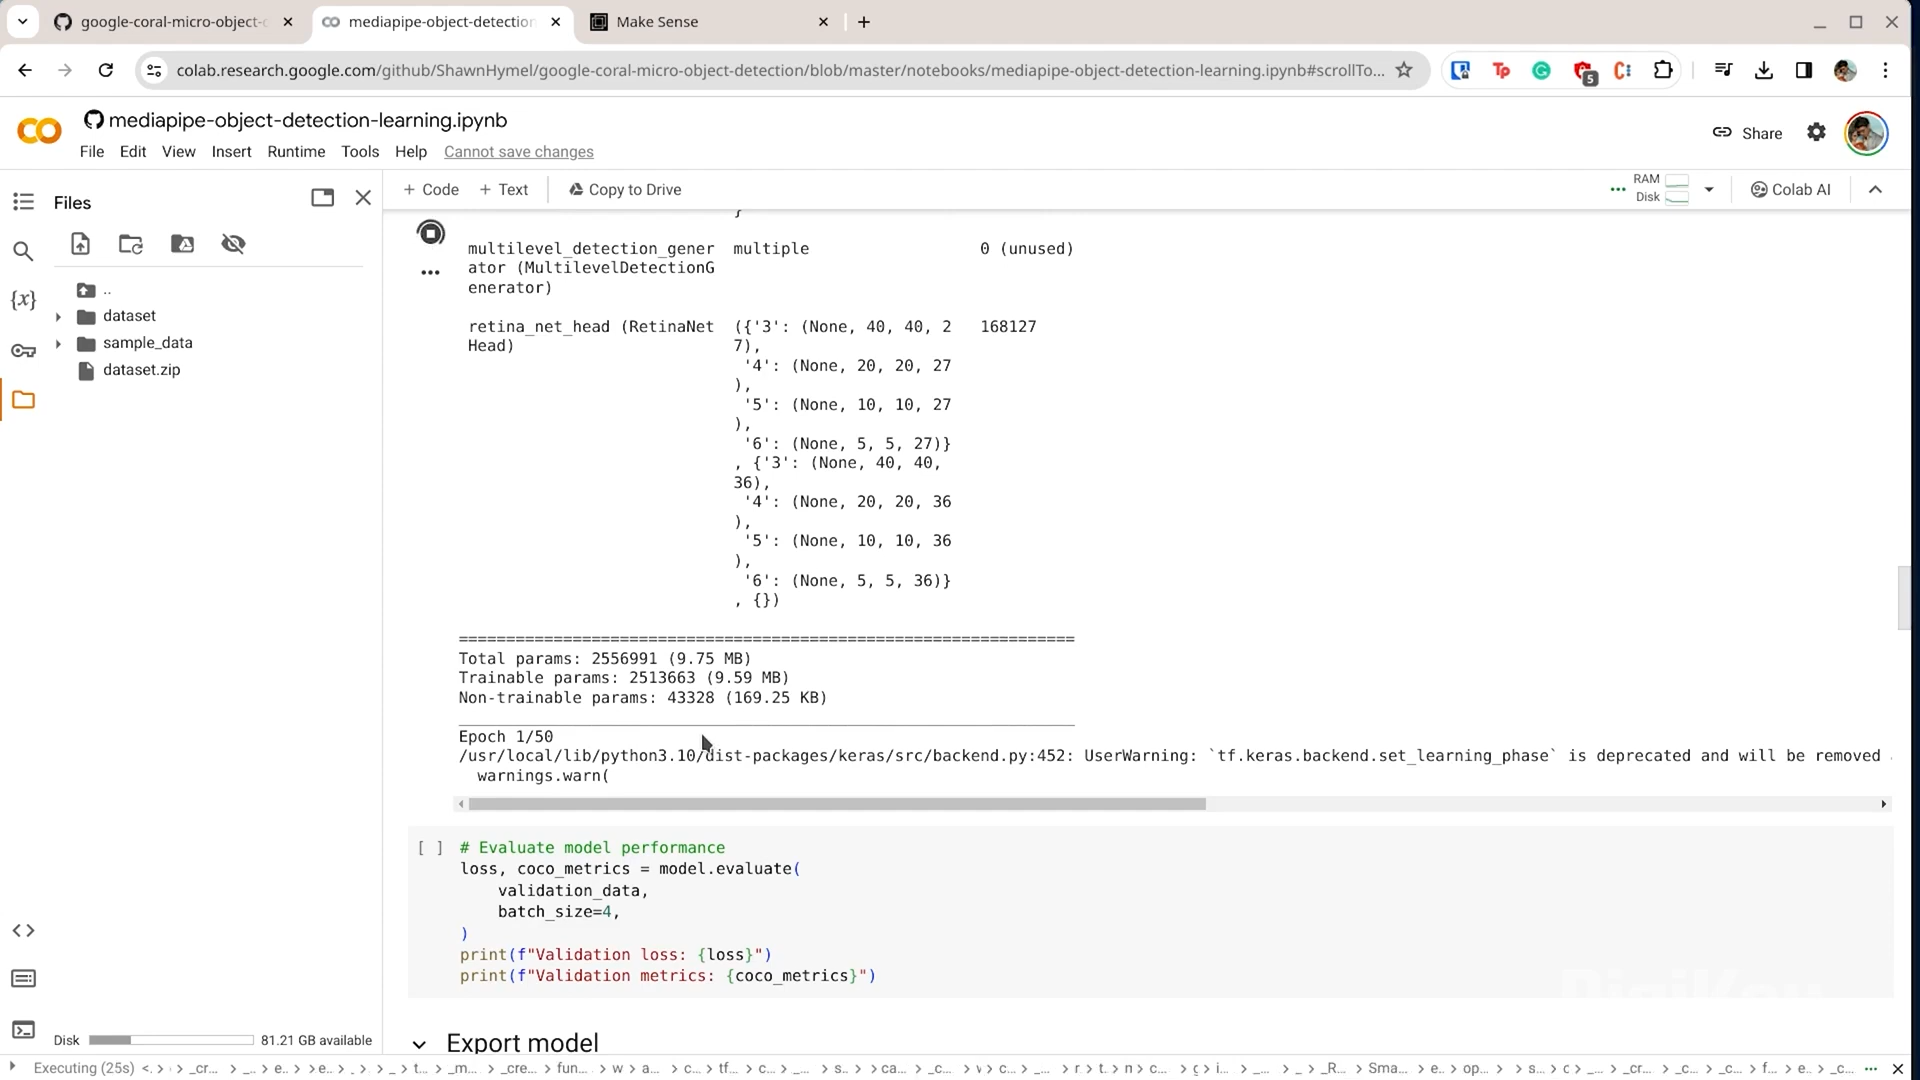 google-coral-micro-object-d
mediapipe-object-detection
Make Sense
colab.research.google.com/github/ShawnHymel/google-coral-micro-object-detection/blob/master/notebooks/mediapipe-object-detection-learning.ipynb#scrollTo...
Tp
5
mediapipe-object-detection-learning.ipynb
Share
File Edit View Insert Runtime Tools Help Cannot save changes
Files
+ Code + Text Copy to Drive
RAM
Disk
Colab AI
}
multilevel_detection_gener multiple 0 (unused)
ator (MultilevelDetectionG
enerator)
..
dataset
sample_data
dataset.zip
{x}
retina_net_head (RetinaNet ({'3': (None, 40, 40, 2 168127
Head) 7),
'4': (None, 20, 20, 27
),
'5': (None, 10, 10, 27
),
'6': (None, 5, 5, 27)}
, {'3': (None, 40, 40,
36),
'4': (None, 20, 20, 36
),
'5': (None, 10, 10, 36
),
'6': (None, 5, 5, 36)}
, {})
=================================================================
Total params: 2556991 (9.75 MB)
Trainable params: 2513663 (9.59 MB)
Non-trainable params: 43328 (169.25 KB)
_________________________________________________________________
Epoch 1/50
/usr/local/lib/python3.10/dist-packages/keras/src/backend.py:452: UserWarning: `tf.keras.backend.set_learning_phase` is deprecated and will be removed
warnings.warn(
[ ] # Evaluate model performance
loss, coco_metrics = model.evaluate(
validation_data,
batch_size=4,
)
print(f"Validation loss: {loss}")
print(f"Validation metrics: {coco_metrics}")
Export model
Disk 81.21 GB available
Executing (25s)